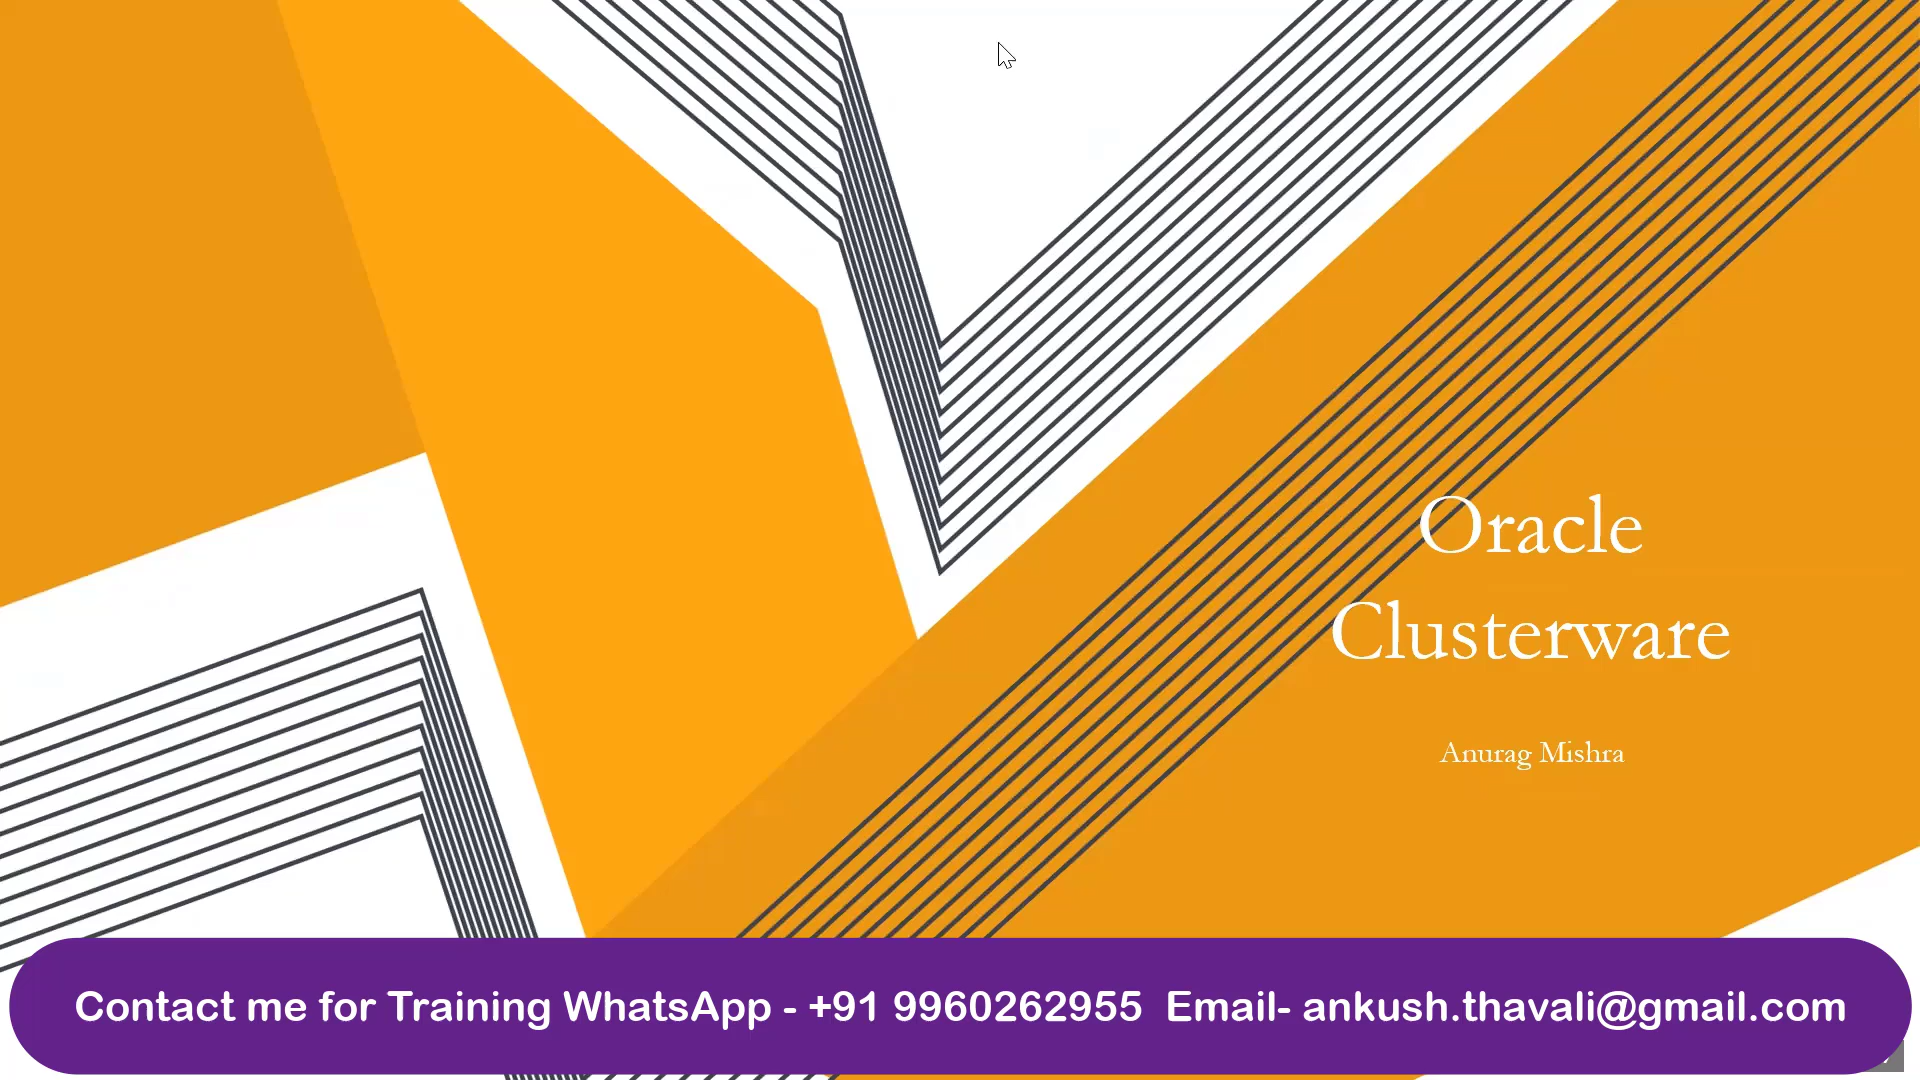 Oracle
Clusterware
Anurag Mishra
Contact me for Training WhatsApp - +91 9960262955 Email- ankush.thavali@gmail.com